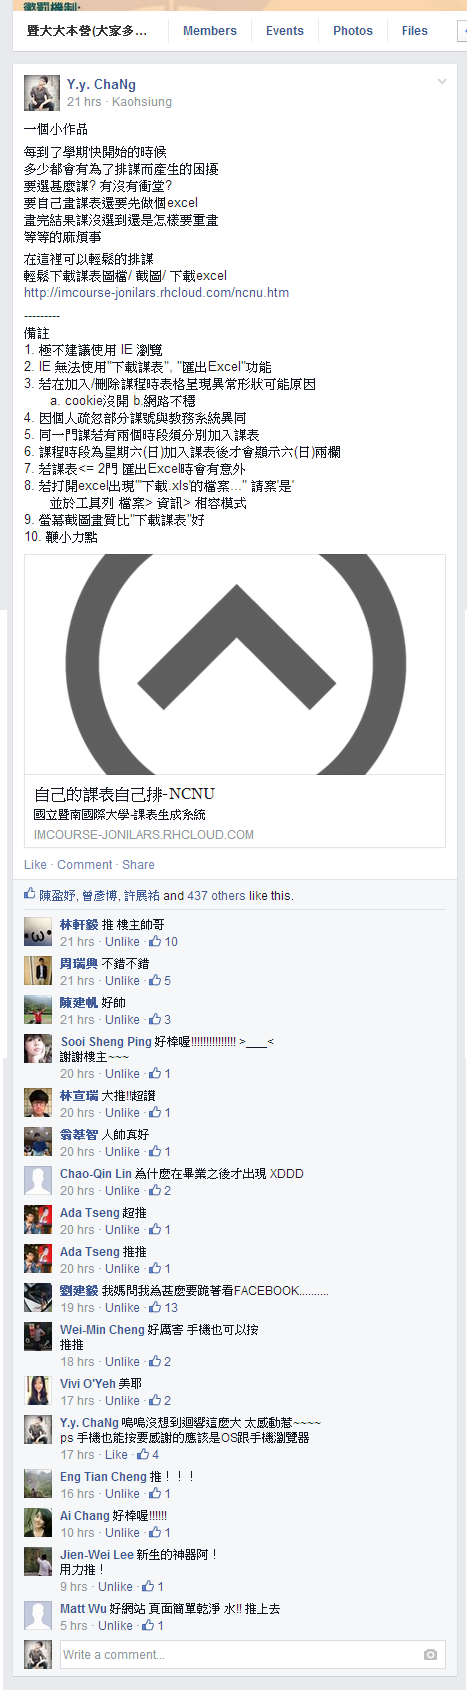 懲罰機制:
暨大大本營(大家多... Members Events Photos Files
Y.y. ChaNg
21 hrs · Kaohsiung
一個小作品
每到了學期快開始的時候
多少都會有為了排課而產生的困擾
要選甚麼課? 有沒有衝堂?
要自己畫課表還要先做個excel
畫完結果課沒選到還是怎樣要重畫
等等的麻煩事
在這裡可以輕鬆的排課
輕鬆下載課表圖檔/ 截圖/ 下載excel
http://imcourse-jonilars.rhcloud.com/ncnu.htm
---------
備註
1. 極不建議使用 IE 瀏覽
2. IE 無法使用"下載課表", "匯出Excel"功能
3. 若在加入/刪除課程時表格呈現異常形狀可能原因
a. cookie沒開 b.網路不穩
4. 因個人疏忽部分課號與教務系統異同
5. 同一門課若有兩個時段須分別加入課表
6. 課程時段為星期六(日)加入課表後才會顯示六(日)兩欄
7. 若課表<= 2門 匯出Excel時會有意外
8. 若打開excel出現"'下載.xls'的檔案..." 請案'是'
並於工具列 檔案> 資訊> 相容模式
9. 螢幕截圖畫質比"下載課表"好
10. 鞭小力點
自己的課表自己排-NCNU
國立暨南國際大學-課表生成系統
IMCOURSE-JONILARS.RHCLOUD.COM
Like · Comment · Share
陳盈妤, 曾彥博, 許展祐 and 437 others like this.
林軒毅 推 樓主帥哥
21 hrs · Unlike · 10
周瑞興 不錯不錯
21 hrs · Unlike · 5
陳建帆 好帥
21 hrs · Unlike · 3
Sooi Sheng Ping 好棒喔!!!!!!!!!!!!!!! >___<
謝謝樓主~~~
20 hrs · Unlike · 1
林宣瑞 大推!!超讚
20 hrs · Unlike · 1
翁基智 人帥真好
20 hrs · Unlike · 1
Chao-Qin Lin 為什麼在畢業之後才出現 XDDD
20 hrs · Unlike · 2
Ada Tseng 超推
20 hrs · Unlike · 1
Ada Tseng 推推
20 hrs · Unlike · 1
劉建毅 我媽問我為甚麼要跪著看FACEBOOK..........
19 hrs · Unlike · 13
Wei-Min Cheng 好厲害 手機也可以按
推推
18 hrs · Unlike · 2
Vivi O'Yeh 美耶
17 hrs · Unlike · 2
Y.y. ChaNg 嗚嗚沒想到迴響這麼大 太感動惹~~~~
ps 手機也能按要感謝的應該是OS跟手機瀏覽器
17 hrs · Like · 4
Eng Tian Cheng 推！！！
16 hrs · Unlike · 1
Ai Chang 好棒喔!!!!!!
10 hrs · Unlike · 1
Jien-Wei Lee 新生的神器阿！
用力推！
9 hrs · Unlike · 1
Matt Wu 好網站 頁面簡單乾淨 水!! 推上去
5 hrs · Unlike · 1
Write a comment...